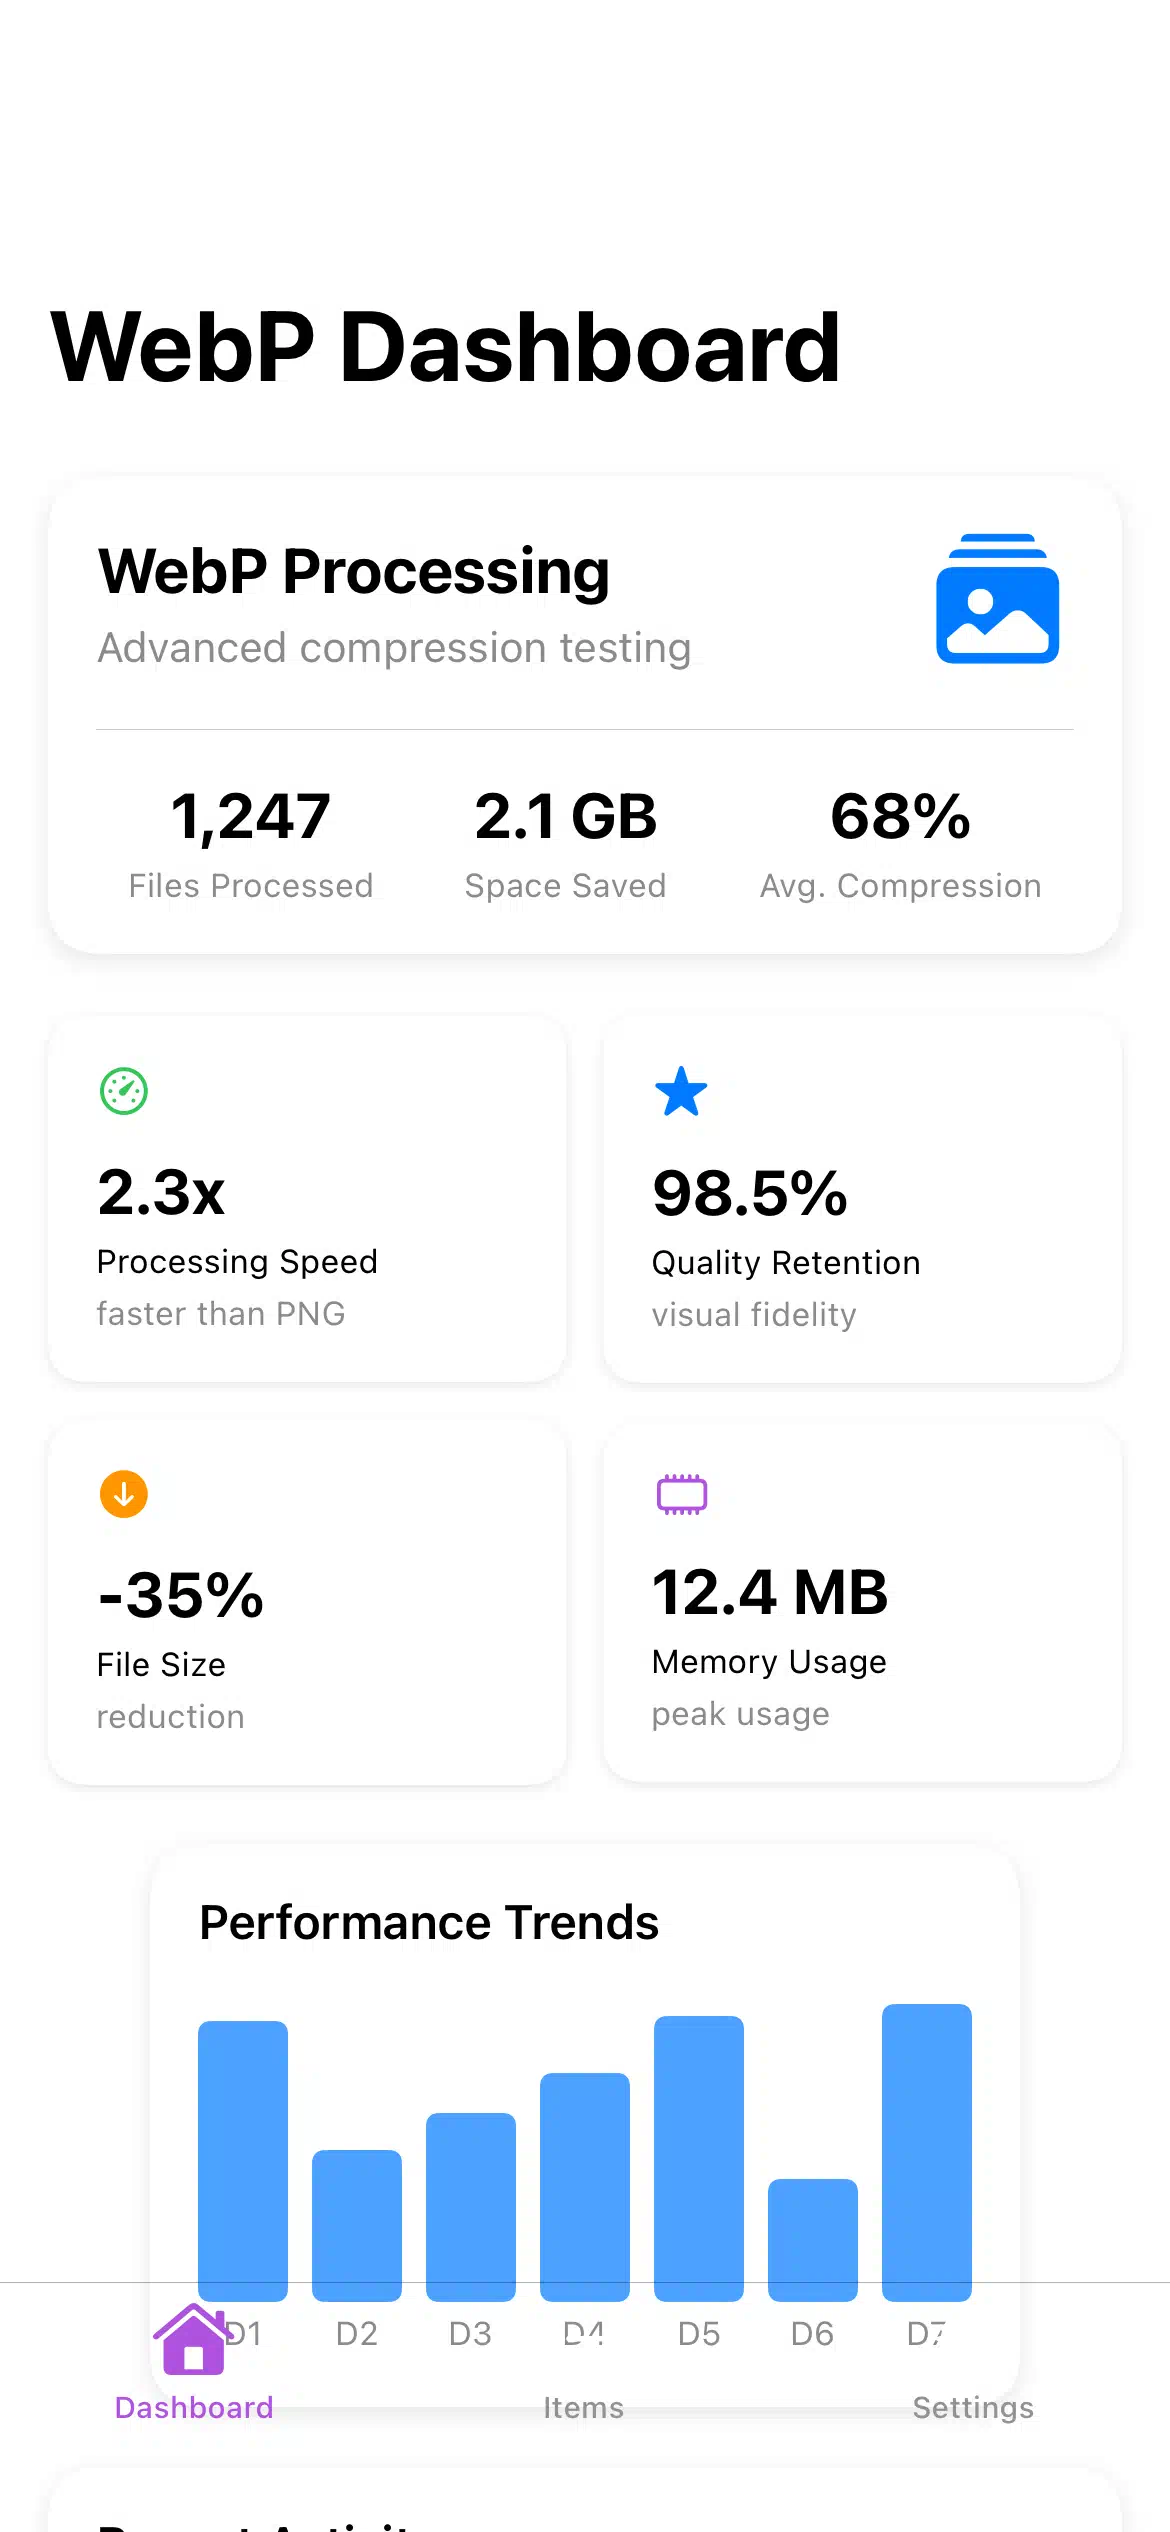 WebP Dashboard
WebP Processing
Advanced compression testing
1,247 2.1 GB 68%
Files Processed Space Saved Avg. Compression
2.3x
Processing Speed
faster than PNG
98.5%
Quality Retention
visual fidelity
-35%
File Size
reduction
12.4 MB
Memory Usage
peak usage
Performance Trends
D1 D2 D3 D4 D5 D6 D7
Dashboard Items Settings